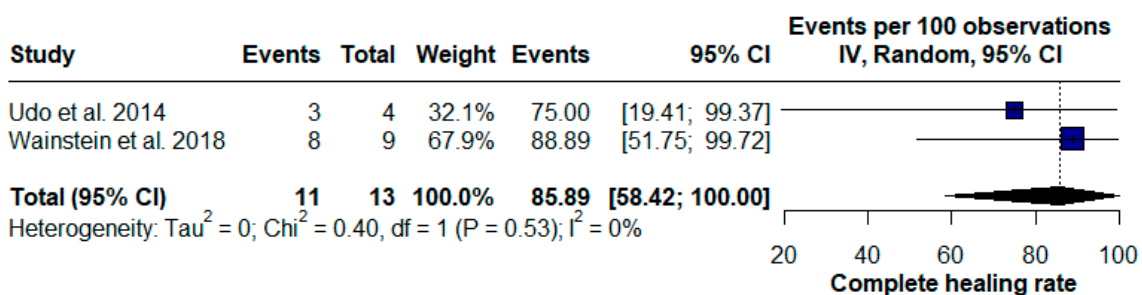 Events per 100 observations
Study Events Total Weight Events 95% CI IV, Random, 95% CI
Udo et al. 2014 3 4 32.1% 75.00 [19.41; 99.37]
Wainstein et al. 2018 8 9 67.9% 88.89 [51.75; 99.72]
Total (95% CI) 11 13 100.0% 85.89 [58.42; 100.00]
Heterogeneity: Tau² = 0; Chi² = 0.40, df = 1 (P = 0.53); I² = 0%
20 40 60 80 100
Complete healing rate